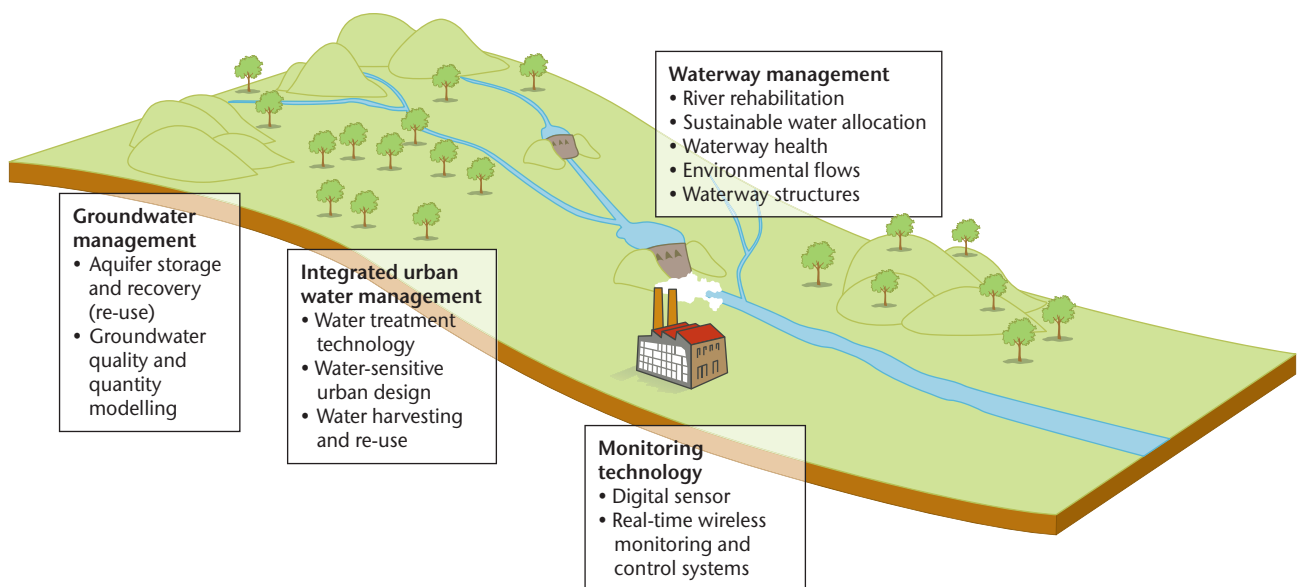 Waterway management
• River rehabilitation
• Sustainable water allocation
• Waterway health
• Environmental flows
• Waterway structures
Groundwater
management
• Aquifer storage
and recovery
(re-use)
• Groundwater
quality and
quantity
modelling
Integrated urban
water management
• Water treatment
technology
• Water-sensitive
urban design
• Water harvesting
and re-use
Monitoring
technology
• Digital sensor
• Real-time wireless
monitoring and
control systems